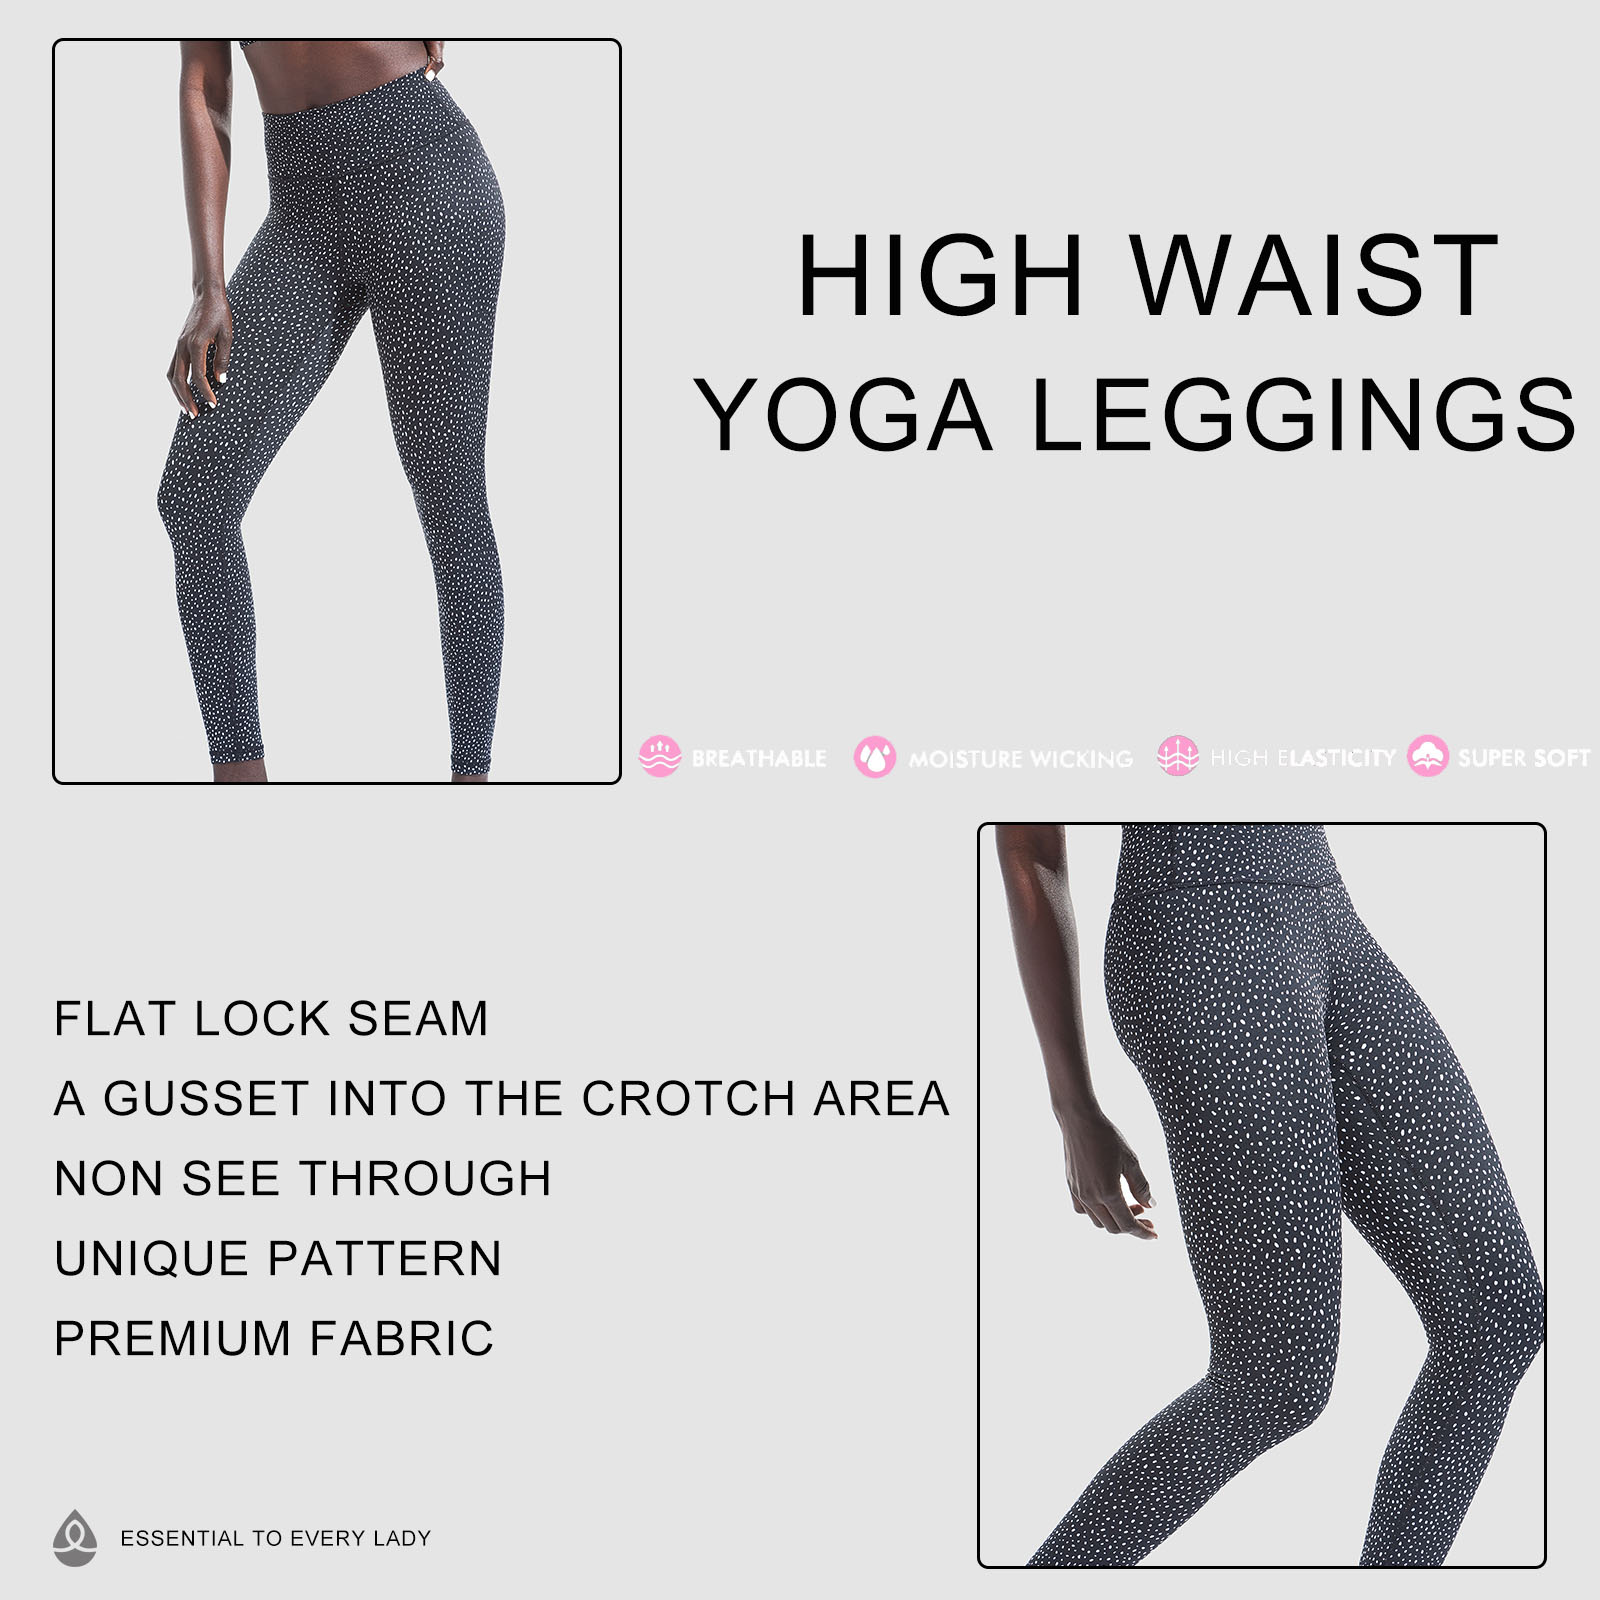 HIGH WAIST
YOGA LEGGINGS
BREATHABLE MOISTURE WICKING HIGH ELASTICITY SUPER SOFT
FLAT LOCK SEAM
A GUSSET INTO THE CROTCH AREA
NON SEE THROUGH
UNIQUE PATTERN
PREMIUM FABRIC
ESSENTIAL TO EVERY LADY